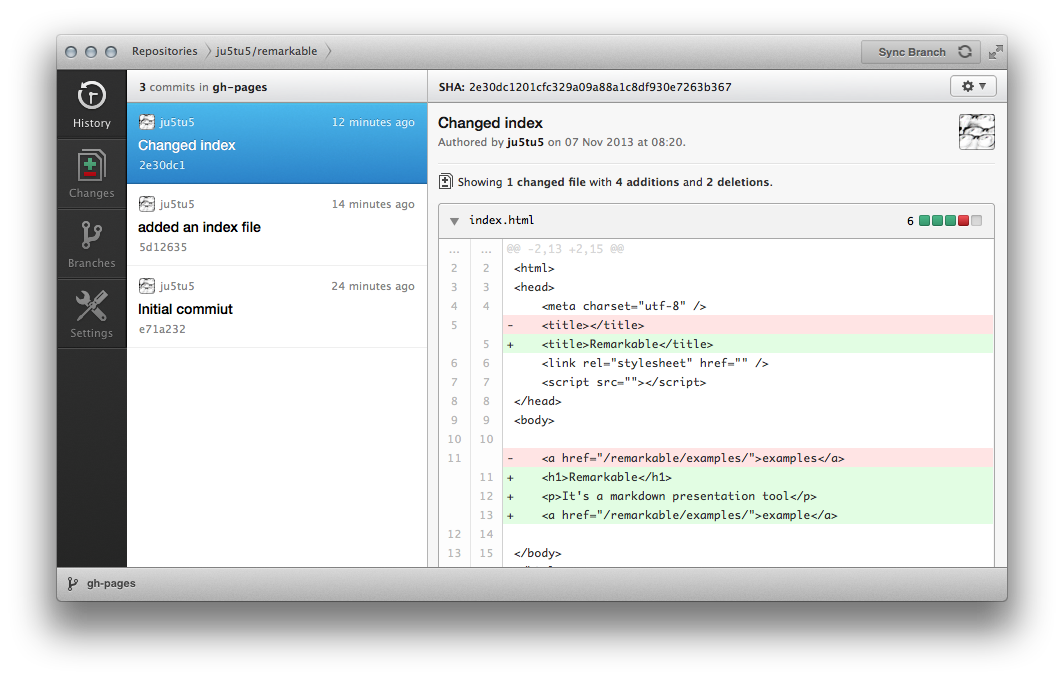 Repositories ju5tu5/remarkable Sync Branch
History
Changes
Branches
Settings
3 commits in gh-pages
ju5tu5 12 minutes ago
Changed index
2e30dc1
ju5tu5 14 minutes ago
added an index file
5d12635
ju5tu5 24 minutes ago
Initial commiut
e71a232
SHA: 2e30dc1201cfc329a09a88a1c8df930e7263b367
Changed index
Authored by ju5tu5 on 07 Nov 2013 at 08:20.
Showing 1 changed file with 4 additions and 2 deletions.
index.html 6
... ... @@ -2,13 +2,15 @@
2 2 <html>
3 3 <head>
4 4 <meta charset="utf-8" />
5 - <title></title>
5 + <title>Remarkable</title>
6 6 <link rel="stylesheet" href="" />
7 7 <script src=""></script>
8 8 </head>
9 9 <body>
10 10
11 - <a href="/remarkable/examples/">examples</a>
11 + <h1>Remarkable</h1>
12 + <p>It's a markdown presentation tool</p>
13 + <a href="/remarkable/examples/">example</a>
12 14
13 15 </body>
gh-pages